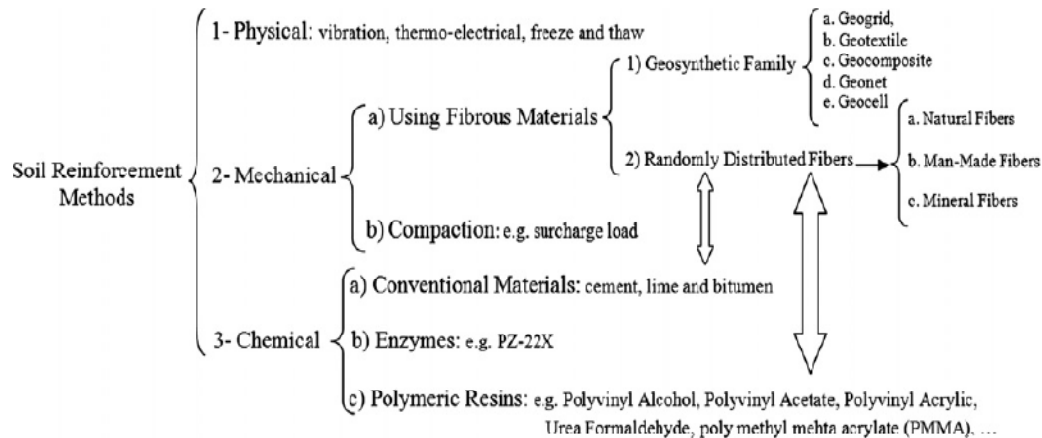 Soil Reinforcement
Methods
1- Physical: vibration, thermo-electrical, freeze and thaw
2- Mechanical
a) Using Fibrous Materials
1) Geosynthetic Family
a. Geogrid,
b. Geotextile
c. Geocomposite
d. Geonet
e. Geocell
2) Randomly Distributed Fibers
a. Natural Fibers
b. Man-Made Fibers
c. Mineral Fibers
b) Compaction: e.g. surcharge load
3- Chemical
a) Conventional Materials: cement, lime and bitumen
b) Enzymes: e.g. PZ-22X
c) Polymeric Resins: e.g. Polyvinyl Alcohol, Polyvinyl Acetate, Polyvinyl Acrylic,
Urea Formaldehyde, poly methyl mehta acrylate (PMMA), ...